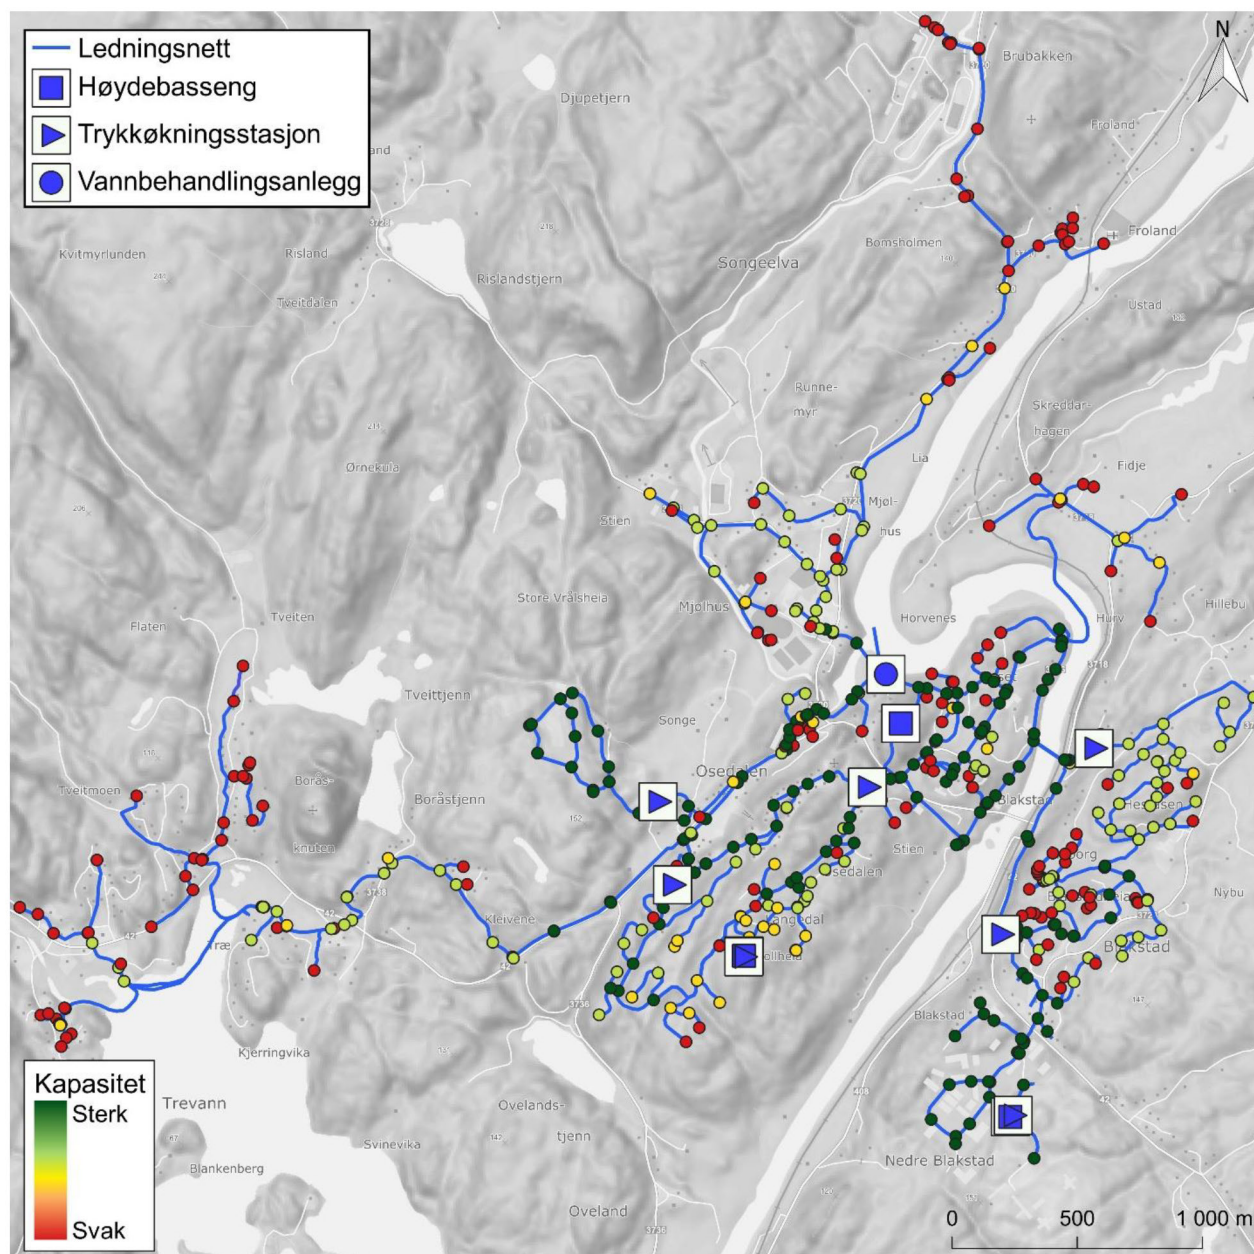 Ledningsnett
Høydebasseng
Trykkøkningsstasjon
Vannbehandlingsanlegg
N
Brubakken
Djupetjern
Froland
Kvitmyrlunden
Risland
Rislandstjern
Songeelva
Bomsholmen
Froland
Tveitdalen
Ustad
Runne-
myr
Skreddar-
hagen
Ørnekula
Lia
Fidje
Stien
Mjøl-
hus
Store Vrålsheia
Mjølhus
Horvenes
Hurv
Hillebu
Flaten
Tveiten
Tveittjenn
Songe
Osedalen
Tveitmoen
Borås-
knuten
Boråstjenn
Blakstad
Stien
Nybu
Træ
Kleivene
Blakstad
Blakstad
Kjerringvika
Kapasitet
Sterk
Svak
Trevann
Ovelands-
tjenn
Svinevika
Blankenberg
Nedre Blakstad
Oveland
0 500 1 000 m